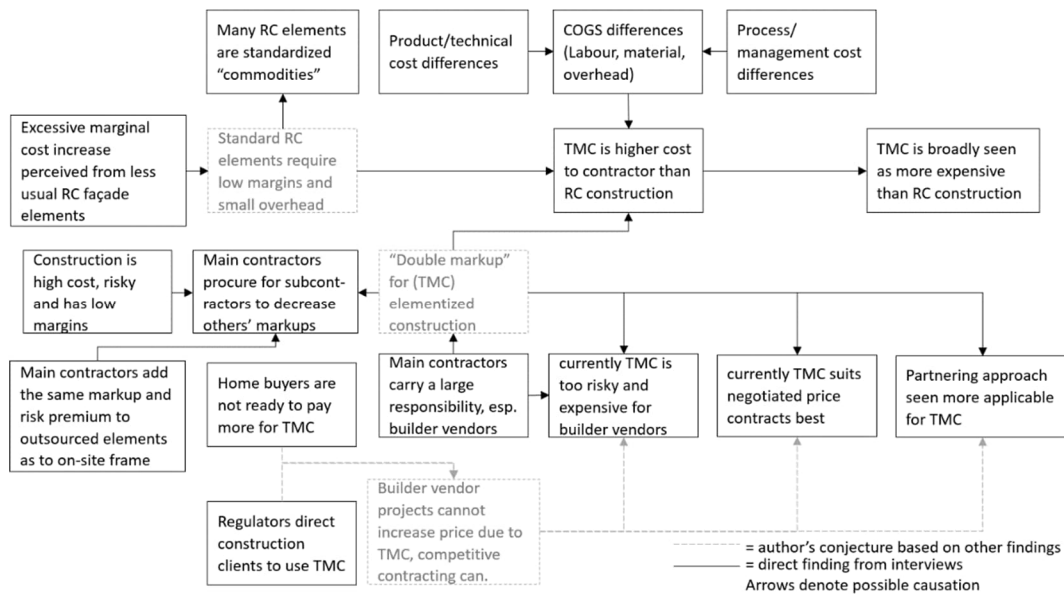 Many RC elements
are standardized
“commodities”
Product/technical
cost differences
COGS differences
(Labour, material,
overhead)
Process/
management cost
differences
Excessive marginal
cost increase
perceived from less
usual RC façade
elements
Standard RC
elements require
low margins and
small overhead
TMC is higher cost
to contractor than
RC construction
TMC is broadly seen
as more expensive
than RC construction
Construction is
high cost, risky
and has low
margins
Main contractors
procure for subcont-
ractors to decrease
others’ markups
“Double markup”
for (TMC)
elementized
construction
Main contractors add
the same markup and
risk premium to
outsourced elements
as to on-site frame
Home buyers are
not ready to pay
more for TMC
Main contractors
carry a large
responsibility, esp.
builder vendors
currently TMC is
too risky and
expensive for
builder vendors
currently TMC suits
negotiated price
contracts best
Partnering approach
seen more applicable
for TMC
Regulators direct
construction
clients to use TMC
Builder vendor
projects cannot
increase price due to
TMC, competitive
contracting can.
= author’s conjecture based on other findings
= direct finding from interviews
Arrows denote possible causation